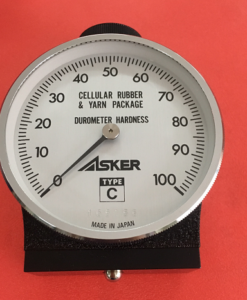 0 10 20 30 40 50 60 70 80 90 100
CELLULAR RUBBER
& YARN PACKAGE
DUROMETER HARDNESS
ASKER
TYPE
C
MADE IN JAPAN